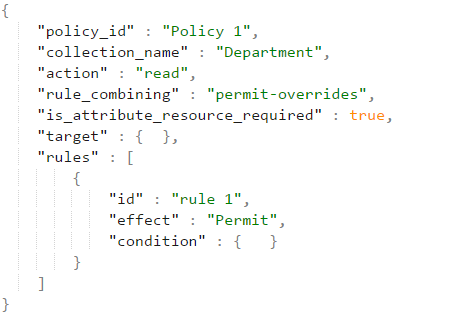 {
"policy_id" : "Policy 1",
"collection_name" : "Department",
"action" : "read",
"rule_combining" : "permit-overrides",
"is_attribute_resource_required" : true,
"target" : {  },
"rules" : [
{
"id" : "rule 1",
"effect" : "Permit",
"condition" : {   }
}
]
}